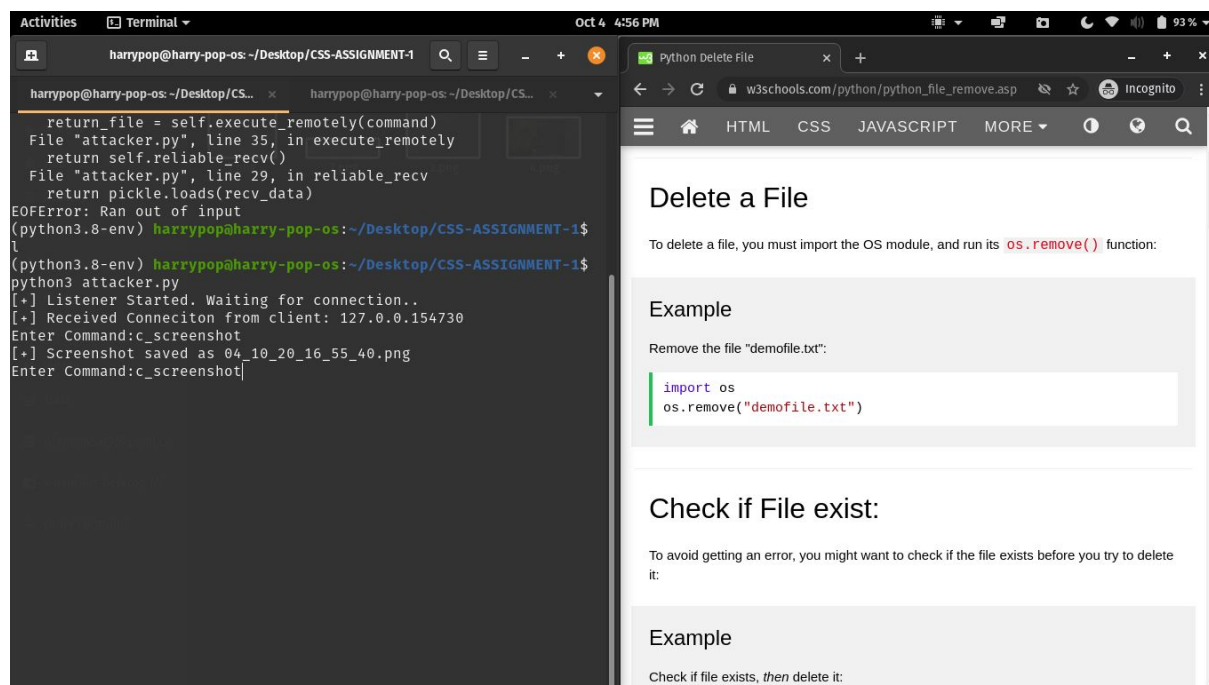 Activities Terminal Oct 4 4:56 PM 93 %
harrypop@harry-pop-os: ~/Desktop/CSS-ASSIGNMENT-1
harrypop@harry-pop-os: ~/Desktop/CS... × harrypop@harry-pop-os: ~/Desktop/CS... ×
return_file = self.execute_remotely(command)
File "attacker.py", line 35, in execute_remotely
return self.reliable_recv()
File "attacker.py", line 29, in reliable_recv
return pickle.loads(recv_data)
EOFError: Ran out of input
(python3.8-env) harrypop@harry-pop-os:~/Desktop/CSS-ASSIGNMENT-1$
l
(python3.8-env) harrypop@harry-pop-os:~/Desktop/CSS-ASSIGNMENT-1$
python3 attacker.py
[+] Listener Started. Waiting for connection..
[+] Received Conneciton from client: 127.0.0.154730
Enter Command:c_screenshot
[+] Screenshot saved as 04_10_20_16_55_40.png
Enter Command:c_screenshot
Python Delete File
w3schools.com/python/python_file_remove.asp Incognito
HTML CSS JAVASCRIPT MORE
Delete a File
To delete a file, you must import the OS module, and run its os.remove() function:
Example
Remove the file "demofile.txt":
import os
os.remove("demofile.txt")
Check if File exist:
To avoid getting an error, you might want to check if the file exists before you try to delete
it:
Example
Check if file exists, then delete it: